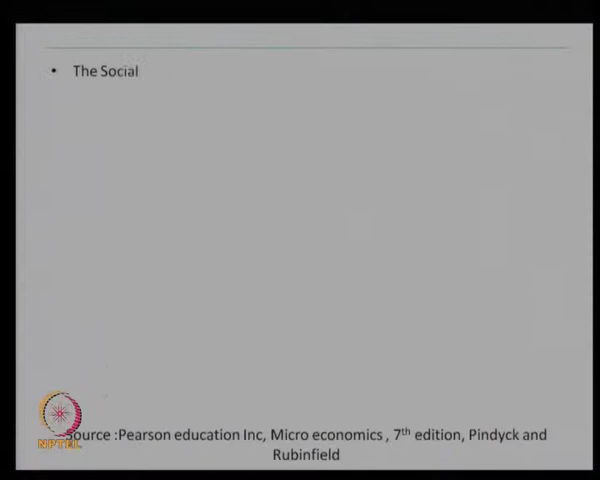 • The Social
Source :Pearson education Inc, Micro economics , 7th edition, Pindyck and
Rubinfield
NPTEL